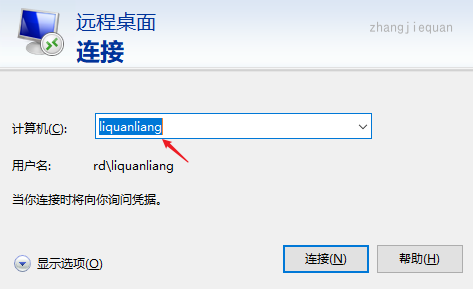 远程桌面
连接
zhangjiequan
计算机(C):
liquanliang
用户名:
rd\liquanliang
当你连接时将向你询问凭据。
显示选项(O)
连接(N)
帮助(H)